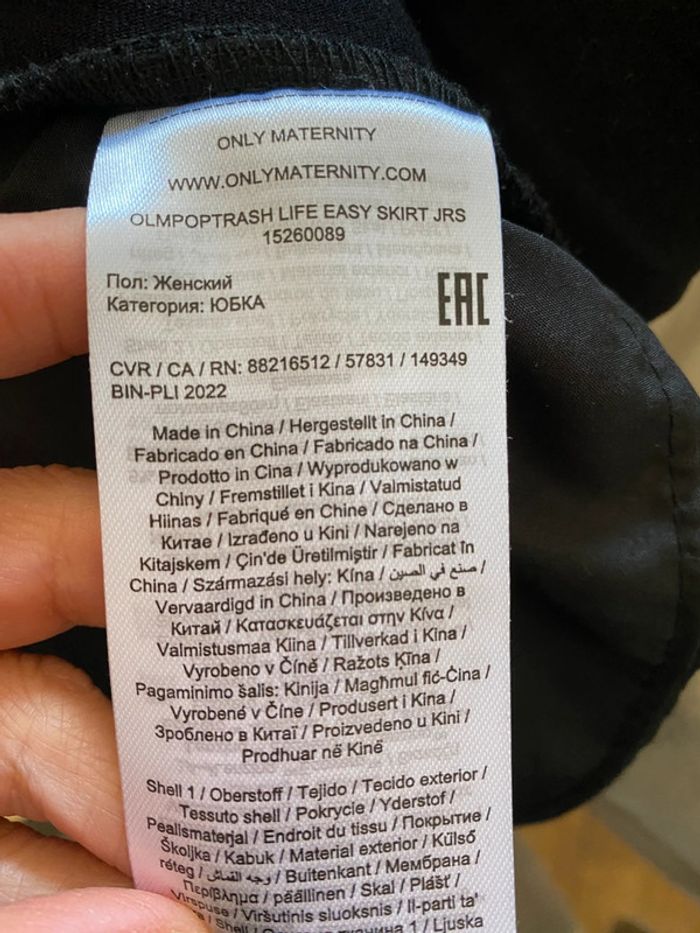 ONLY MATERNITY
WWW.ONLYMATERNITY.COM
OLMPOPTRASH LIFE EASY SKIRT JRS
15260089
Пол: Женский
Категория: ЮБКА
EAC
CVR / CA / RN: 88216512 / 57831 / 149349
BIN-PLI 2022
Made in China / Hergestellt in China /
Fabricado en China / Fabricado na China /
Prodotto in Cina / Wyprodukowano w
Chiny / Fremstillet i Kina / Valmistatud
Hiinas / Fabriqué en Chine / Сделано в
Китае / Izrađeno u Kini / Narejeno na
Kitajskem / Çin'de Üretilmiştir / Fabricat în
China / Származási hely: Kína / صنع في الصين /
Vervaardigd in China / Произведено в
Китай / Κατασκευάζεται στην Κίνα /
Valmistusmaa Kiina / Tillverkad i Kina /
Vyrobeno v Číně / Ražots Ķīna /
Pagaminimo šalis: Kinija / Magħmul fiċ-Ċina /
Vyrobené v Číne / Produsert i Kina /
Зроблено в Китаї / Proizvedeno u Kini /
Prodhuar në Kinë
Shell 1 / Oberstoff / Tejido / Tecido exterior /
Tessuto shell / Pokrycie / Yderstof /
Pealismaterjal / Endroit du tissu / Покрытие /
Školjka / Kabuk / Material exterior / Külső
réteg / وجه القماش / Buitenkant / Мембрана /
Περίβλημα / päällinen / Skal / Plášť /
Virspuse / Viršutinis sluoksnis / Il-parti ta'
/ Shell / 1 / Ljuska